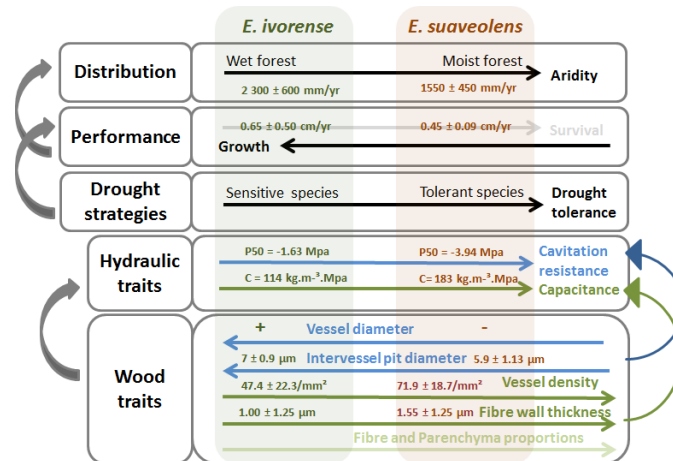 E. ivorense E. suaveolens
Distribution
Wet forest Moist forest
2 300 ± 600 mm/yr 1550 ± 450 mm/yr
Aridity
Performance
0.65 ± 0.50 cm/yr 0.45 ± 0.09 cm/yr Survival
Growth
Drought
strategies
Sensitive species Tolerant species
Drought
tolerance
Hydraulic
traits
P50 = -1.63 Mpa P50 = -3.94 Mpa
Cavitation
resistance
C= 114 kg.m-³.Mpa C= 183 kg.m-³.Mpa
Capacitance
Wood
traits
+ Vessel diameter -
7 ± 0.9 µm Intervessel pit diameter 5.9 ± 1.13 µm
47.4 ± 22.3/mm² 71.9 ± 18.7/mm² Vessel density
1.00 ± 1.25 µm 1.55 ± 1.25 µm Fibre wall thickness
Fibre and Parenchyma proportions